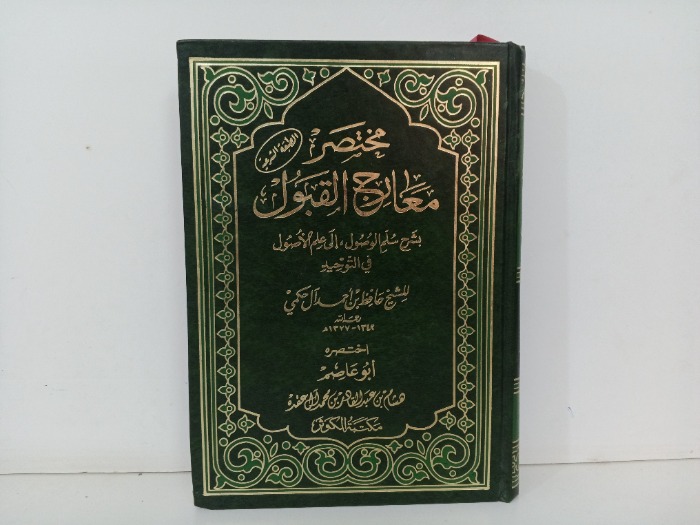 مختصر
معارج القبول
بشرح سلم الوصول، إلى علم الأصول
في التوحيد
للشيخ حافظ بن أحمد آل حكمي
رحمه الله
١٣٤٢ - ١٣٧٧هـ
اختصره
أبو عاصم
هشام بن عبد القادر بن محمد آل عقدة
مكتبة الكوثر